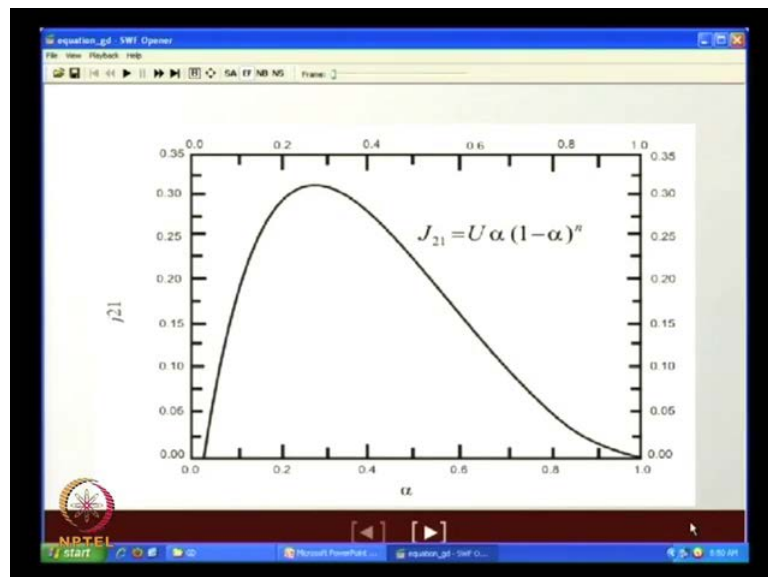 equation_gd - SWF Opener
File View Playback Help
SA EF NB NS Frame:
0.0 0.2 0.4 0.6 0.8 1.0
0.35 0.35
0.30 0.30
J₂₁ = U α (1−α)ⁿ
0.25 0.25
0.20 0.20
j21
0.15 0.15
0.10 0.10
0.05 0.05
0.00 0.00
0.0 0.2 0.4 0.6 0.8 1.0
α
NPTEL
start Microsoft PowerPoint ... equation_gd - SWF O... 6:50 AM